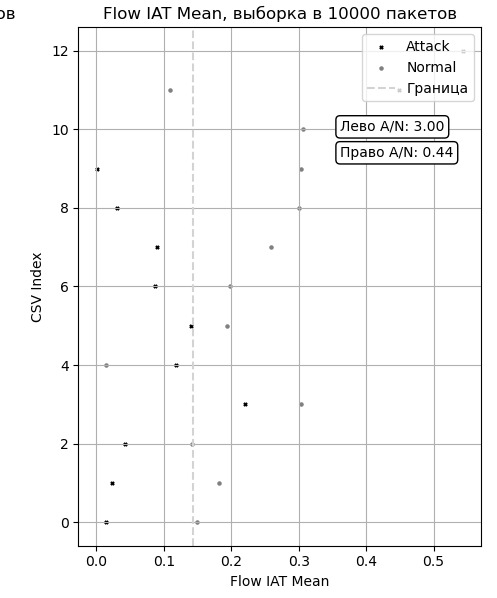 ов
Flow IAT Mean, выборка в 10000 пакетов
12
10
8
6
4
2
0
CSV Index
Attack
Normal
Граница
Лево A/N: 3.00
Право A/N: 0.44
0.0 0.1 0.2 0.3 0.4 0.5
Flow IAT Mean